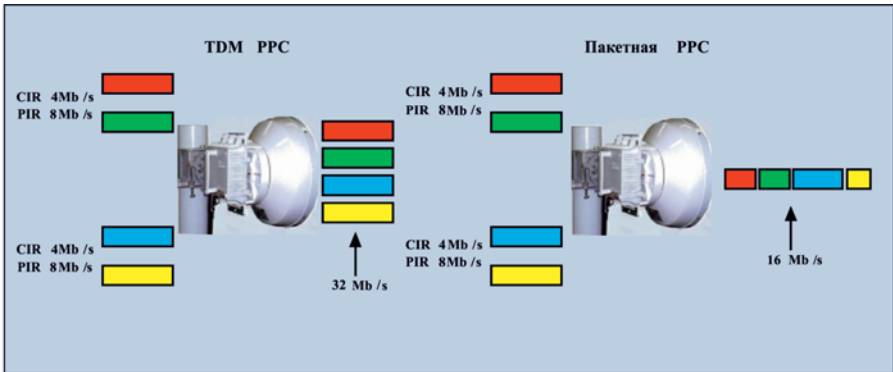 TDM РРС
CIR 4Mb/s
PIR 8Mb/s
CIR 4Mb/s
PIR 8Mb/s
32 Mb/s
Пакетная РРС
CIR 4Mb/s
PIR 8Mb/s
CIR 4Mb/s
PIR 8Mb/s
16 Mb/s